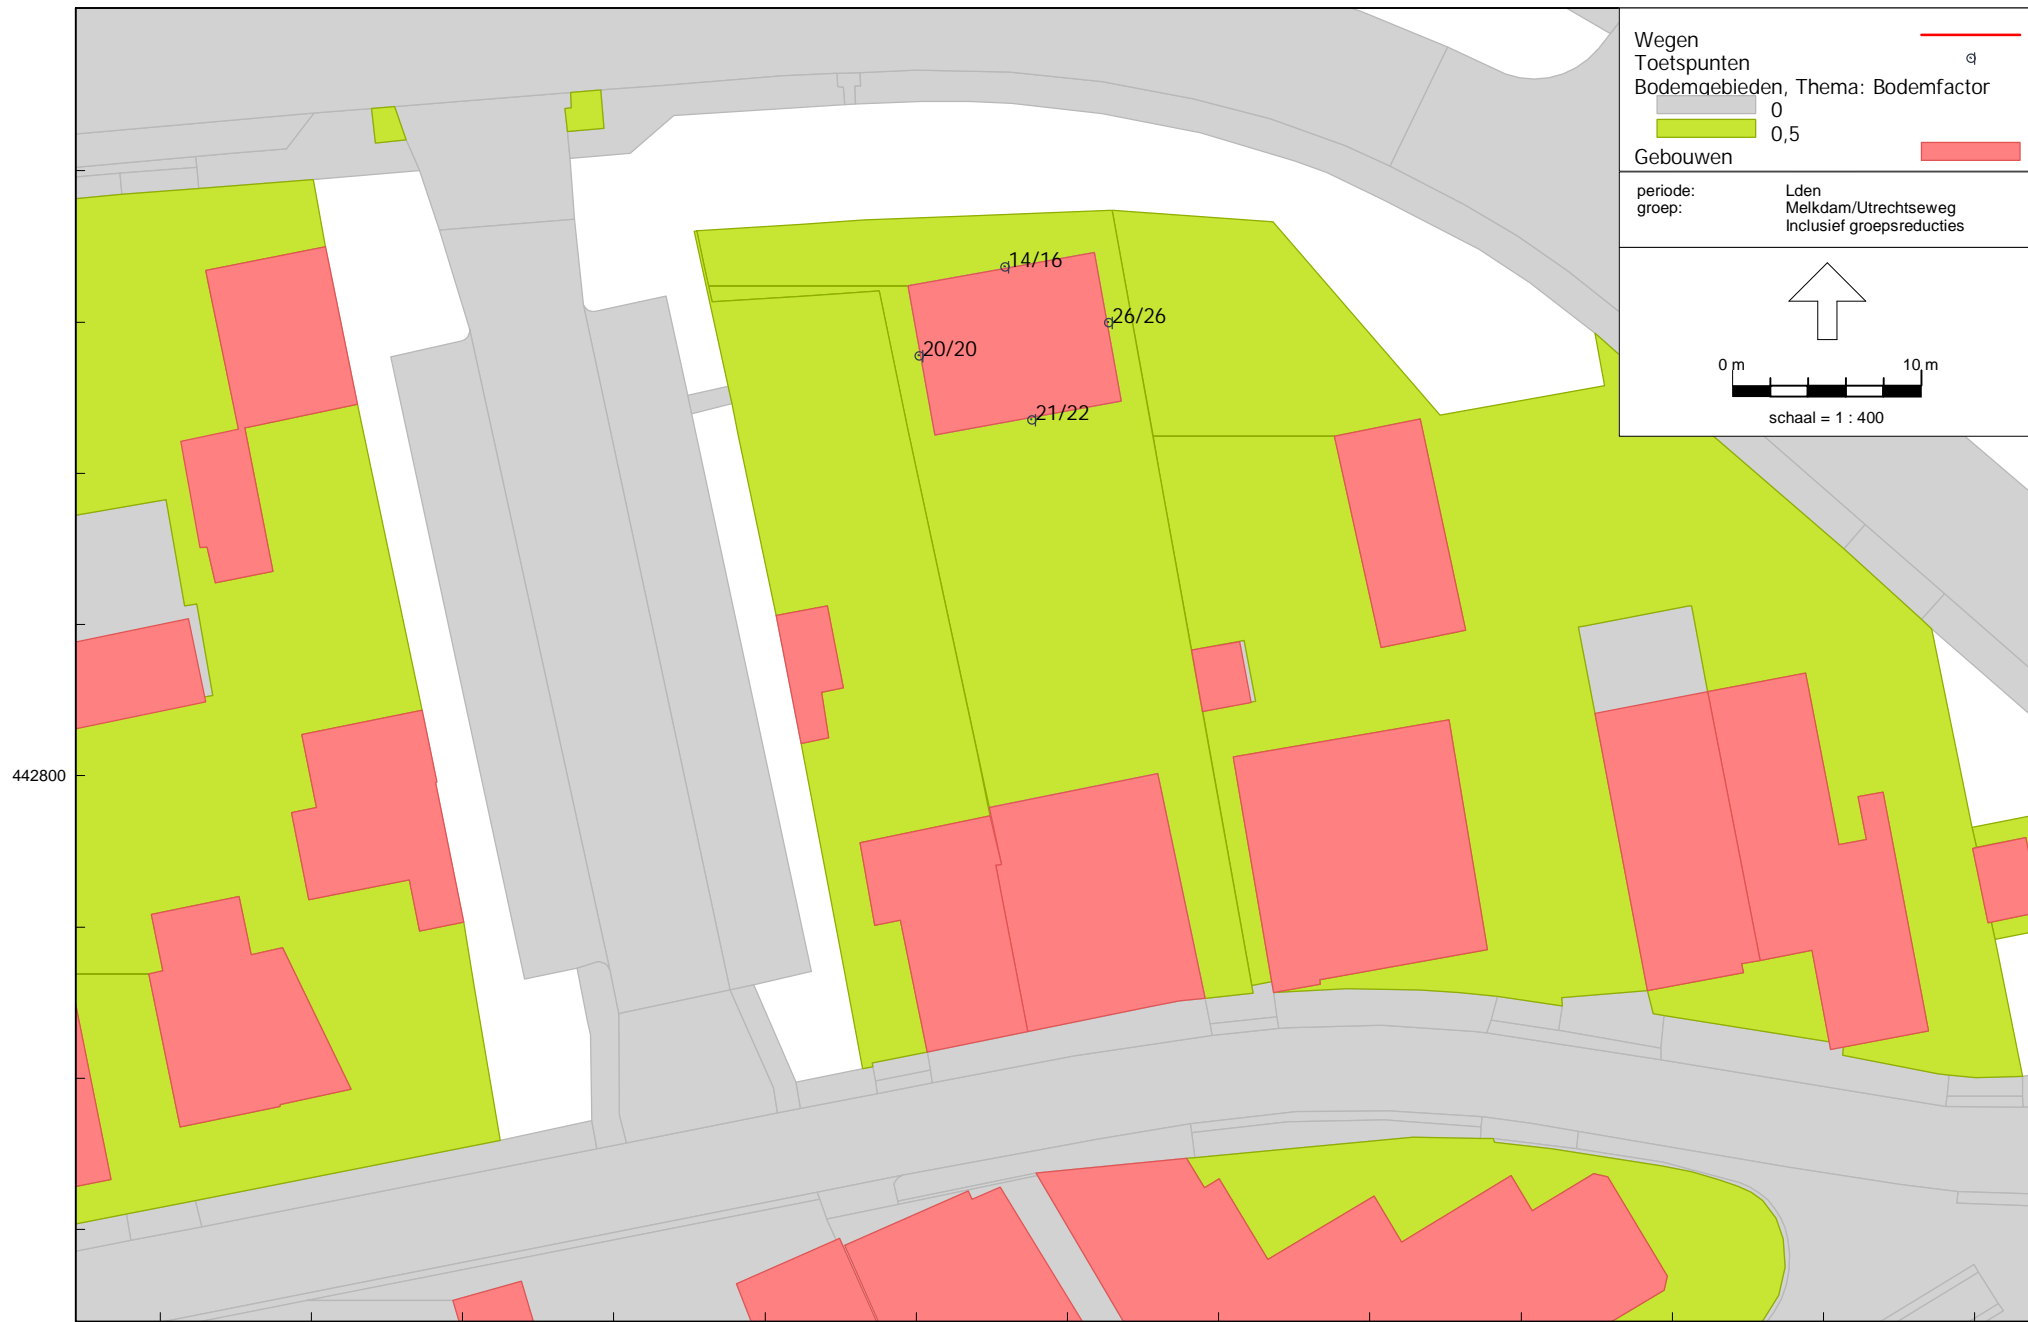 Wegen
Toetspunten
Bodemgebieden, Thema: Bodemfactor
0
0,5
Gebouwen
periode: Lden
groep: Melkdam/Utrechtseweg
Inclusief groepsreducties
0 m 10 m
schaal = 1 : 400
14/16
26/26
20/20
21/22
442800